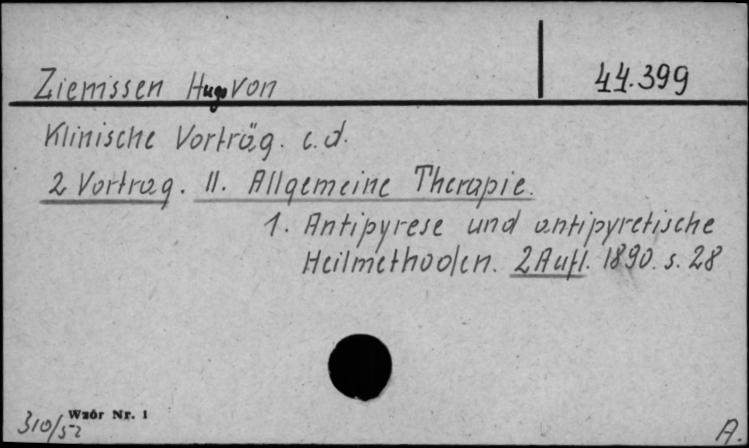 Ziemssen Hugo von 44.399
Klinische Vorträg. c.d.
2 Vortrag. II. Allgemeine Therapie.
1. Antipyrese und antipyretische
Heilmethoden. 2 Aufl. 1890. s. 28
Wzór Nr. 1
310/52 A.